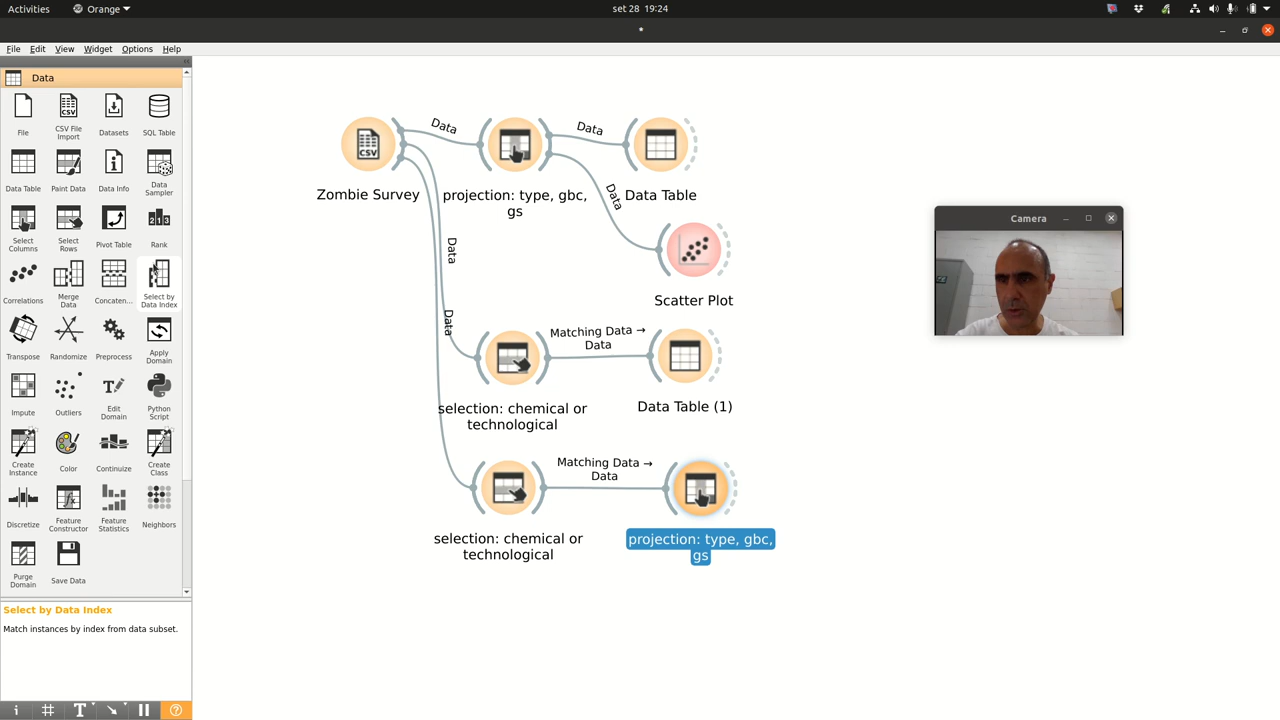 Activities
Orange
set 28 19:24
*
File Edit View Widget Options Help
Data
File
CSV File
Import
Datasets
SQL Table
Data Table
Paint Data
Data Info
Data
Sampler
Select
Columns
Select
Rows
Pivot Table
Rank
Correlations
Merge
Data
Concaten...
Select by
Data Index
Transpose
Randomize
Preprocess
Apply
Domain
Impute
Outliers
Edit
Domain
Python
Script
Create
Instance
Color
Continuize
Create
Class
Discretize
Feature
Constructor
Feature
Statistics
Neighbors
Purge
Domain
Save Data
Select by Data Index
Match instances by index from data subset.
Zombie Survey
Data
projection: type, gbc,
gs
Data
Data Table
Data
Scatter Plot
Data
Data
selection: chemical or
technological
Matching Data →
Data
Data Table (1)
selection: chemical or
technological
Matching Data →
Data
projection: type, gbc,
gs
Camera